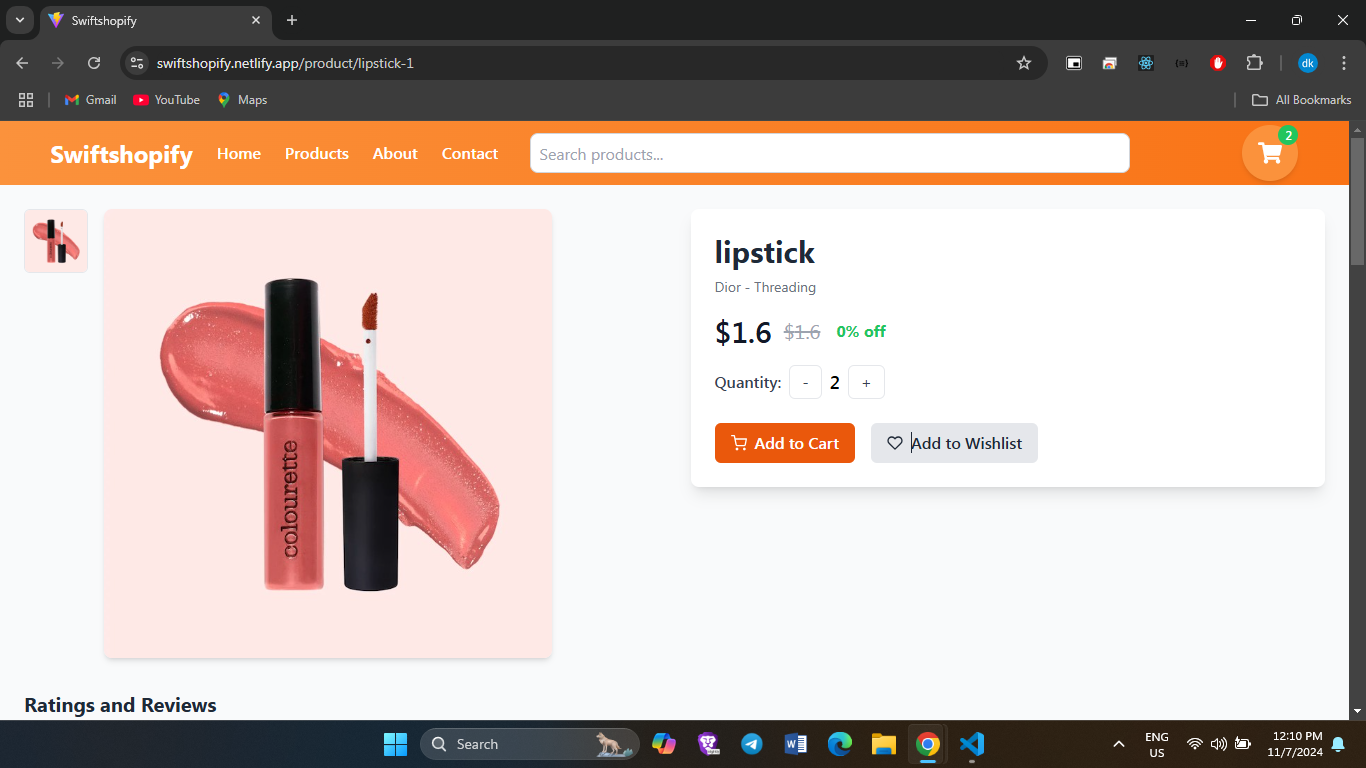 Swiftshopify
swiftshopify.netlify.app/product/lipstick-1
dk
Gmail
YouTube
Maps
All Bookmarks
Swiftshopify
Home
Products
About
Contact
Search products...
2
lipstick
Dior - Threading
$1.6 $1.6 0% off
Quantity: - 2 +
Add to Cart
Add to Wishlist
colourette
Ratings and Reviews
Search
ENG
US
12:10 PM
11/7/2024